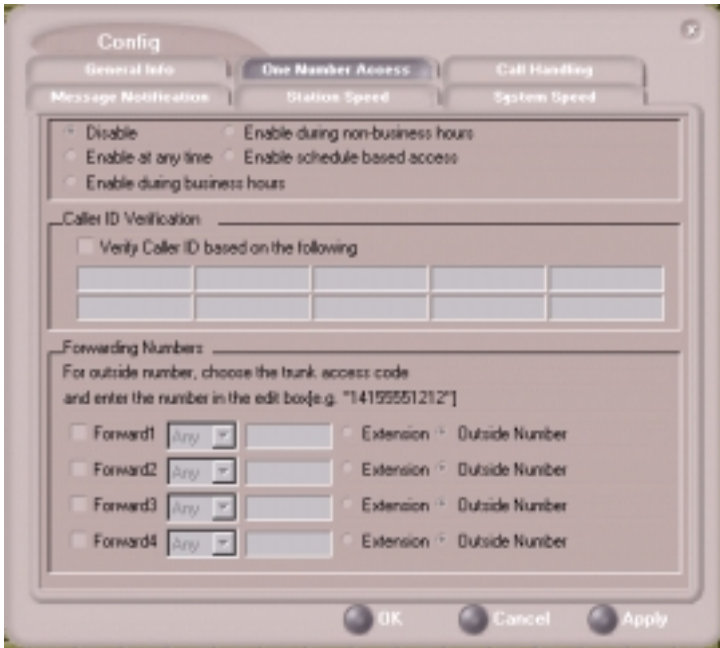 Config
General Info One Number Access Call Handling
Message Notification Station Speed System Speed
Disable Enable during non-business hours
Enable at any time Enable schedule based access
Enable during business hours
Caller ID Verification
Verify Caller ID based on the following
Forwarding Numbers
For outside number, choose the trunk access code
and enter the number in the edit box[e.g. "14155551212"]
Forward1 Any Extension Outside Number
Forward2 Any Extension Outside Number
Forward3 Any Extension Outside Number
Forward4 Any Extension Outside Number
OK Cancel Apply